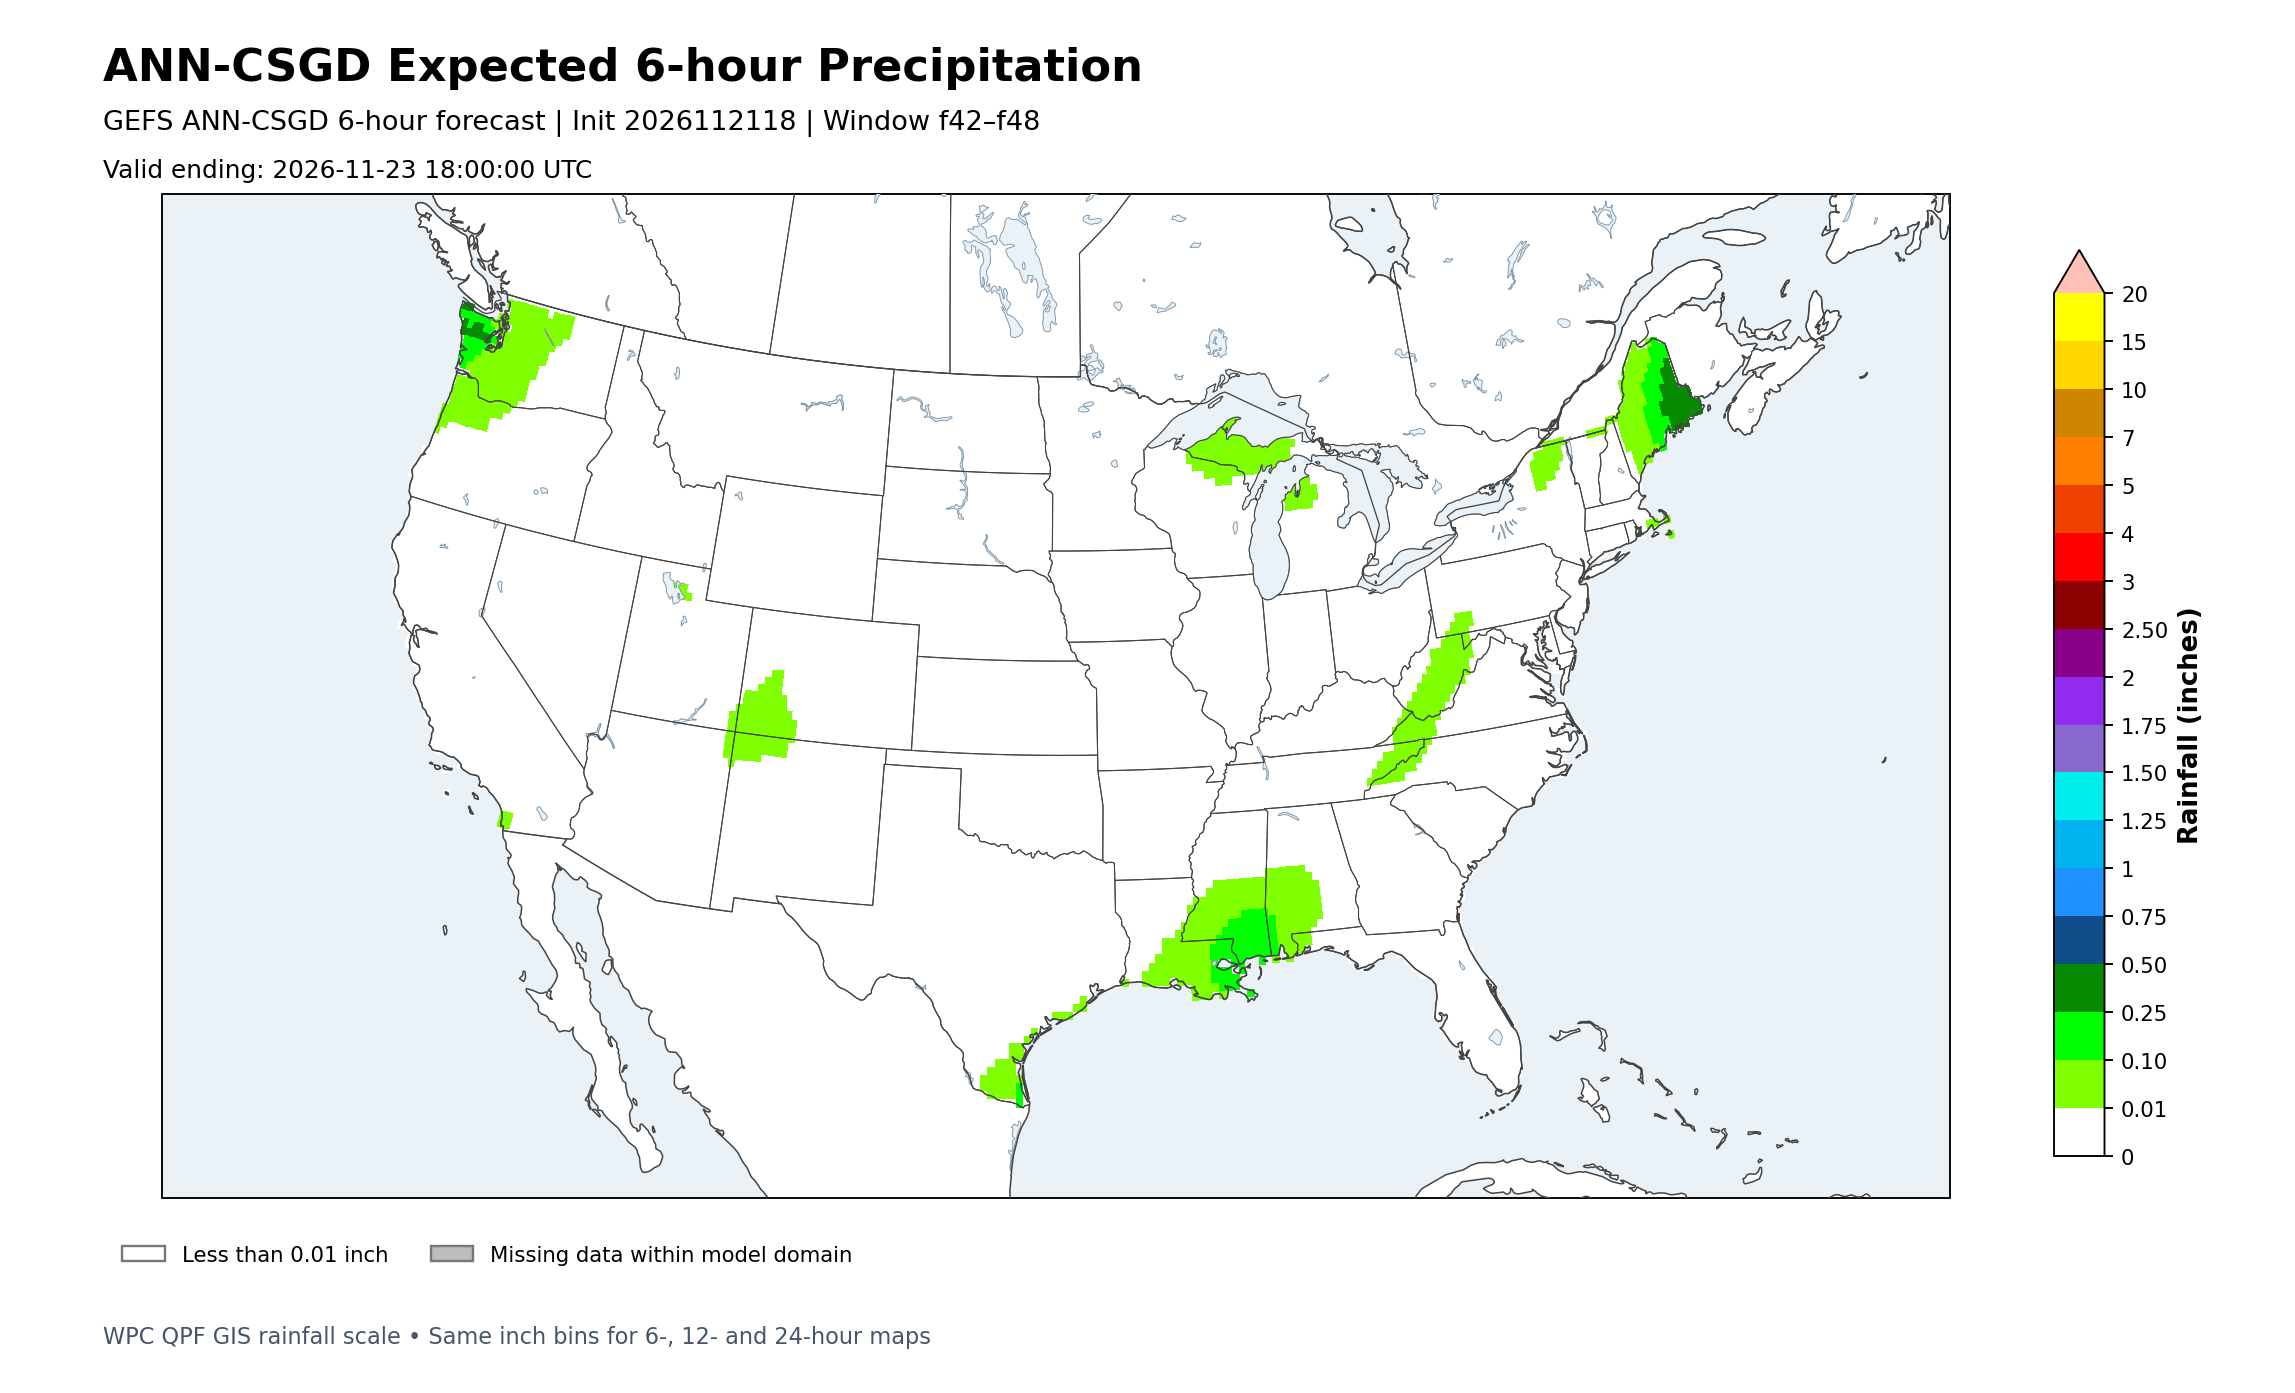 ANN-CSGD Expected 6-hour Precipitation
GEFS ANN-CSGD 6-hour forecast | Init 2026112118 | Window f42–f48
Valid ending: 2026-11-23 18:00:00 UTC
20
15
10
7
5
4
3
2.50
2
1.75
1.50
1.25
1
0.75
0.50
0.25
0.10
0.01
0
Rainfall (inches)
Less than 0.01 inch
Missing data within model domain
WPC QPF GIS rainfall scale • Same inch bins for 6-, 12- and 24-hour maps